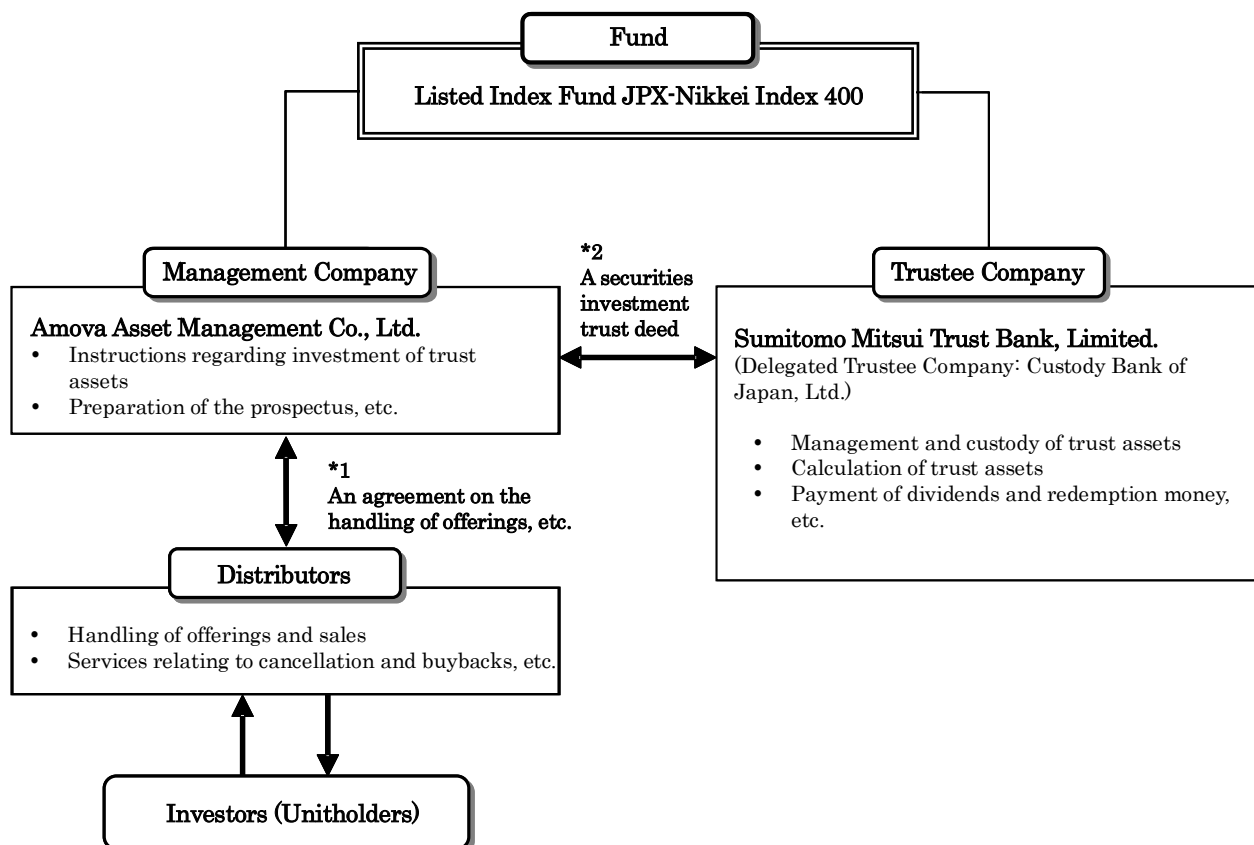 Fund
Listed Index Fund JPX-Nikkei Index 400
Management Company
Amova Asset Management Co., Ltd.
• Instructions regarding investment of trust
assets
• Preparation of the prospectus, etc.
*2
A securities
investment
trust deed
Trustee Company
Sumitomo Mitsui Trust Bank, Limited.
(Delegated Trustee Company: Custody Bank of
Japan, Ltd.)
• Management and custody of trust assets
• Calculation of trust assets
• Payment of dividends and redemption money,
etc.
*1
An agreement on the
handling of offerings, etc.
Distributors
• Handling of offerings and sales
• Services relating to cancellation and buybacks, etc.
Investors (Unitholders)